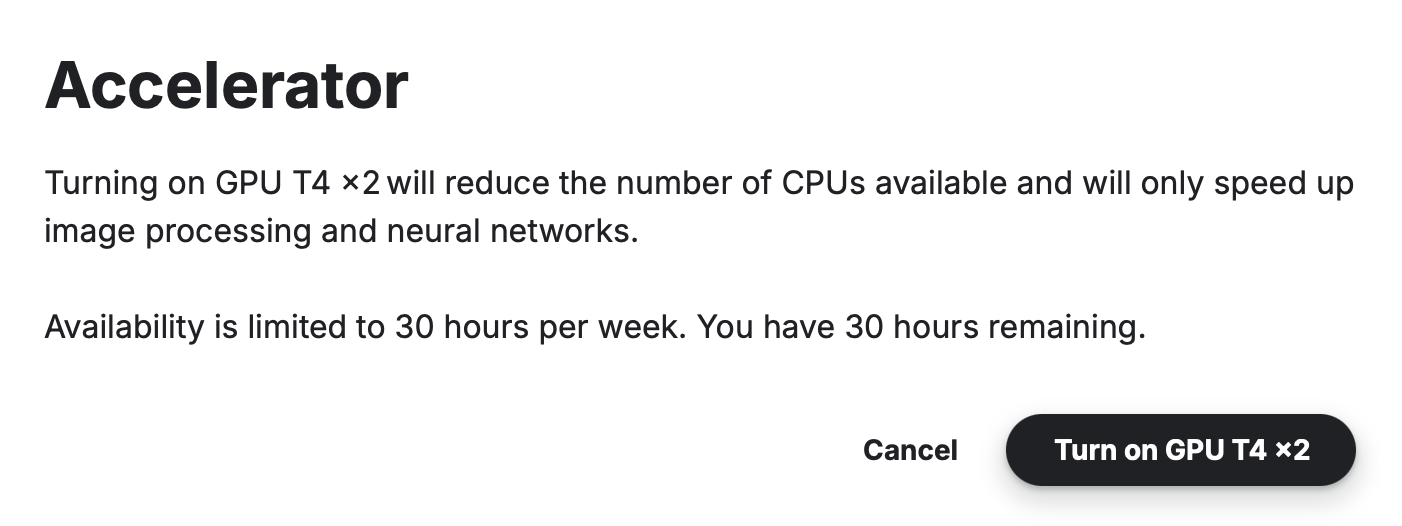 Accelerator
Turning on GPU T4 ×2 will reduce the number of CPUs available and will only speed up
image processing and neural networks.
Availability is limited to 30 hours per week. You have 30 hours remaining.
Cancel
Turn on GPU T4 ×2